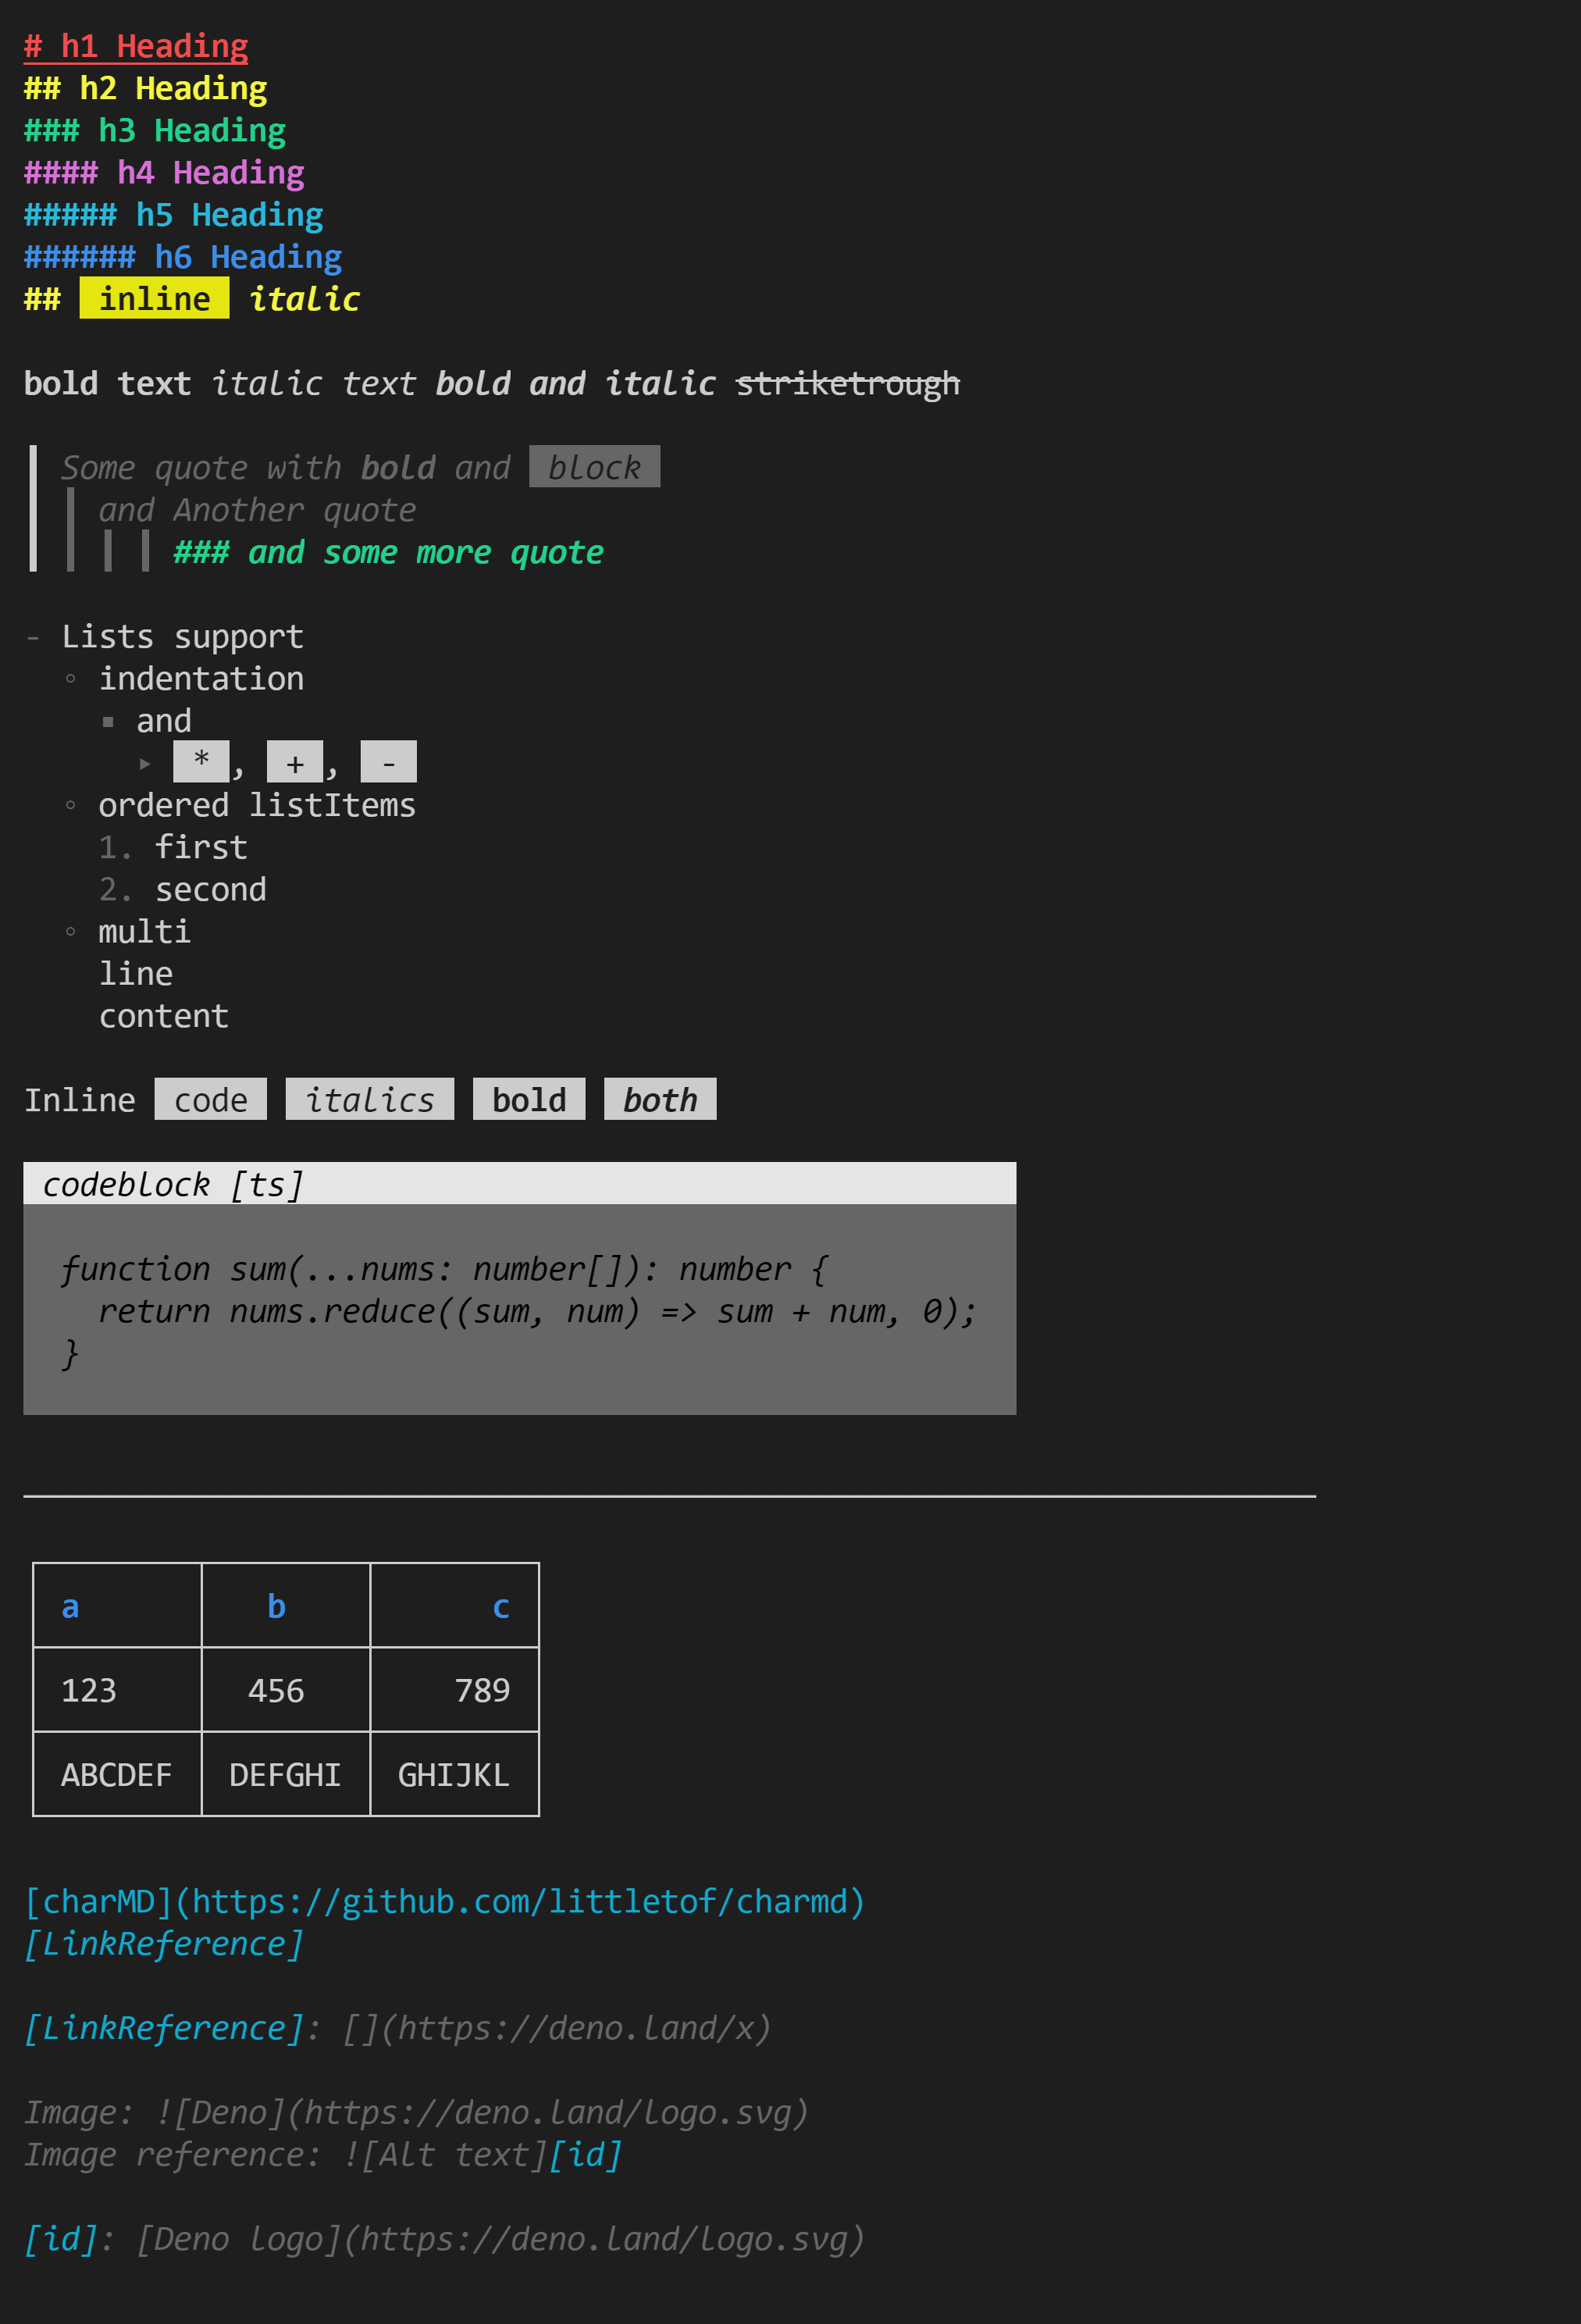 # h1 Heading
## h2 Heading
### h3 Heading
#### h4 Heading
##### h5 Heading
###### h6 Heading
## inline italic
bold text italic text bold and italic striketrough
Some quote with bold and block
and Another quote
### and some more quote
- Lists support
◦ indentation
▪ and
▸ * , + , -
◦ ordered listItems
1. first
2. second
◦ multi
line
content
Inline code italics bold both
codeblock [ts]
function sum(...nums: number[]): number {
return nums.reduce((sum, num) => sum + num, 0);
}
a b c
123 456 789
ABCDEF DEFGHI GHIJKL
[charMD](https://github.com/littletof/charmd)
[LinkReference]
[LinkReference]: [](https://deno.land/x)
Image: ![Deno](https://deno.land/logo.svg)
Image reference: ![Alt text][id]
[id]: [Deno logo](https://deno.land/logo.svg)